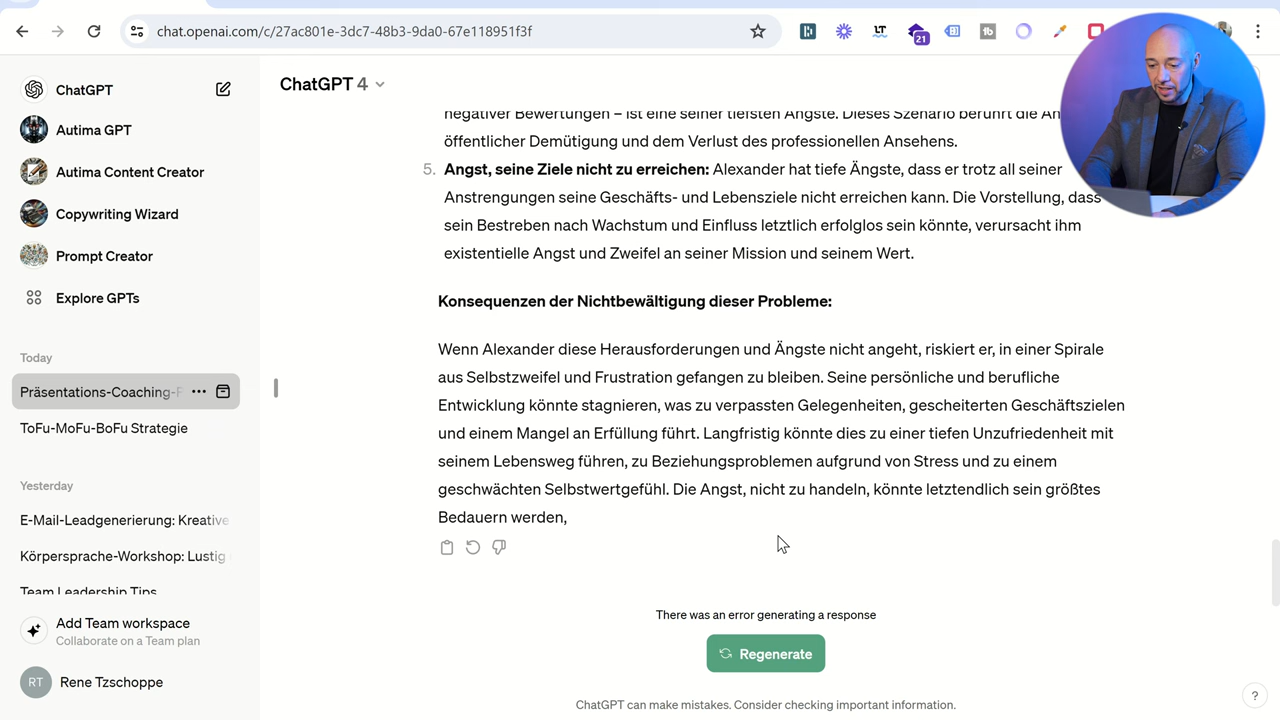 chat.openai.com/c/27ac801e-3dc7-48b3-9da0-67e118951f3f
LT
21
tb
ChatGPT
Autima GPT
Autima Content Creator
Copywriting Wizard
Prompt Creator
Explore GPTs
Today
Präsentations-Coaching-P
ToFu-MoFu-BoFu Strategie
Yesterday
E-Mail-Leadgenerierung: Kreative
Körpersprache-Workshop: Lustig
Team Leadership Tips
Add Team workspace
Collaborate on a Team plan
RT
Rene Tzschoppe
ChatGPT 4
negativer Bewertungen – ist eine seiner tiefsten Ängste. Dieses Szenario berührt die
öffentlicher Demütigung und dem Verlust des professionellen Ansehens.
5. Angst, seine Ziele nicht zu erreichen: Alexander hat tiefe Ängste, dass er trotz all seiner
Anstrengungen seine Geschäfts- und Lebensziele nicht erreichen kann. Die Vorstellung, dass
sein Bestreben nach Wachstum und Einfluss letztlich erfolglos sein könnte, verursacht ihm
existentielle Angst und Zweifel an seiner Mission und seinem Wert.
Konsequenzen der Nichtbewältigung dieser Probleme:
Wenn Alexander diese Herausforderungen und Ängste nicht angeht, riskiert er, in einer Spirale
aus Selbstzweifel und Frustration gefangen zu bleiben. Seine persönliche und berufliche
Entwicklung könnte stagnieren, was zu verpassten Gelegenheiten, gescheiterten Geschäftszielen
und einem Mangel an Erfüllung führt. Langfristig könnte dies zu einer tiefen Unzufriedenheit mit
seinem Lebensweg führen, zu Beziehungsproblemen aufgrund von Stress und zu einem
geschwächten Selbstwertgefühl. Die Angst, nicht zu handeln, könnte letztendlich sein größtes
Bedauern werden,
There was an error generating a response
Regenerate
ChatGPT can make mistakes. Consider checking important information.
?